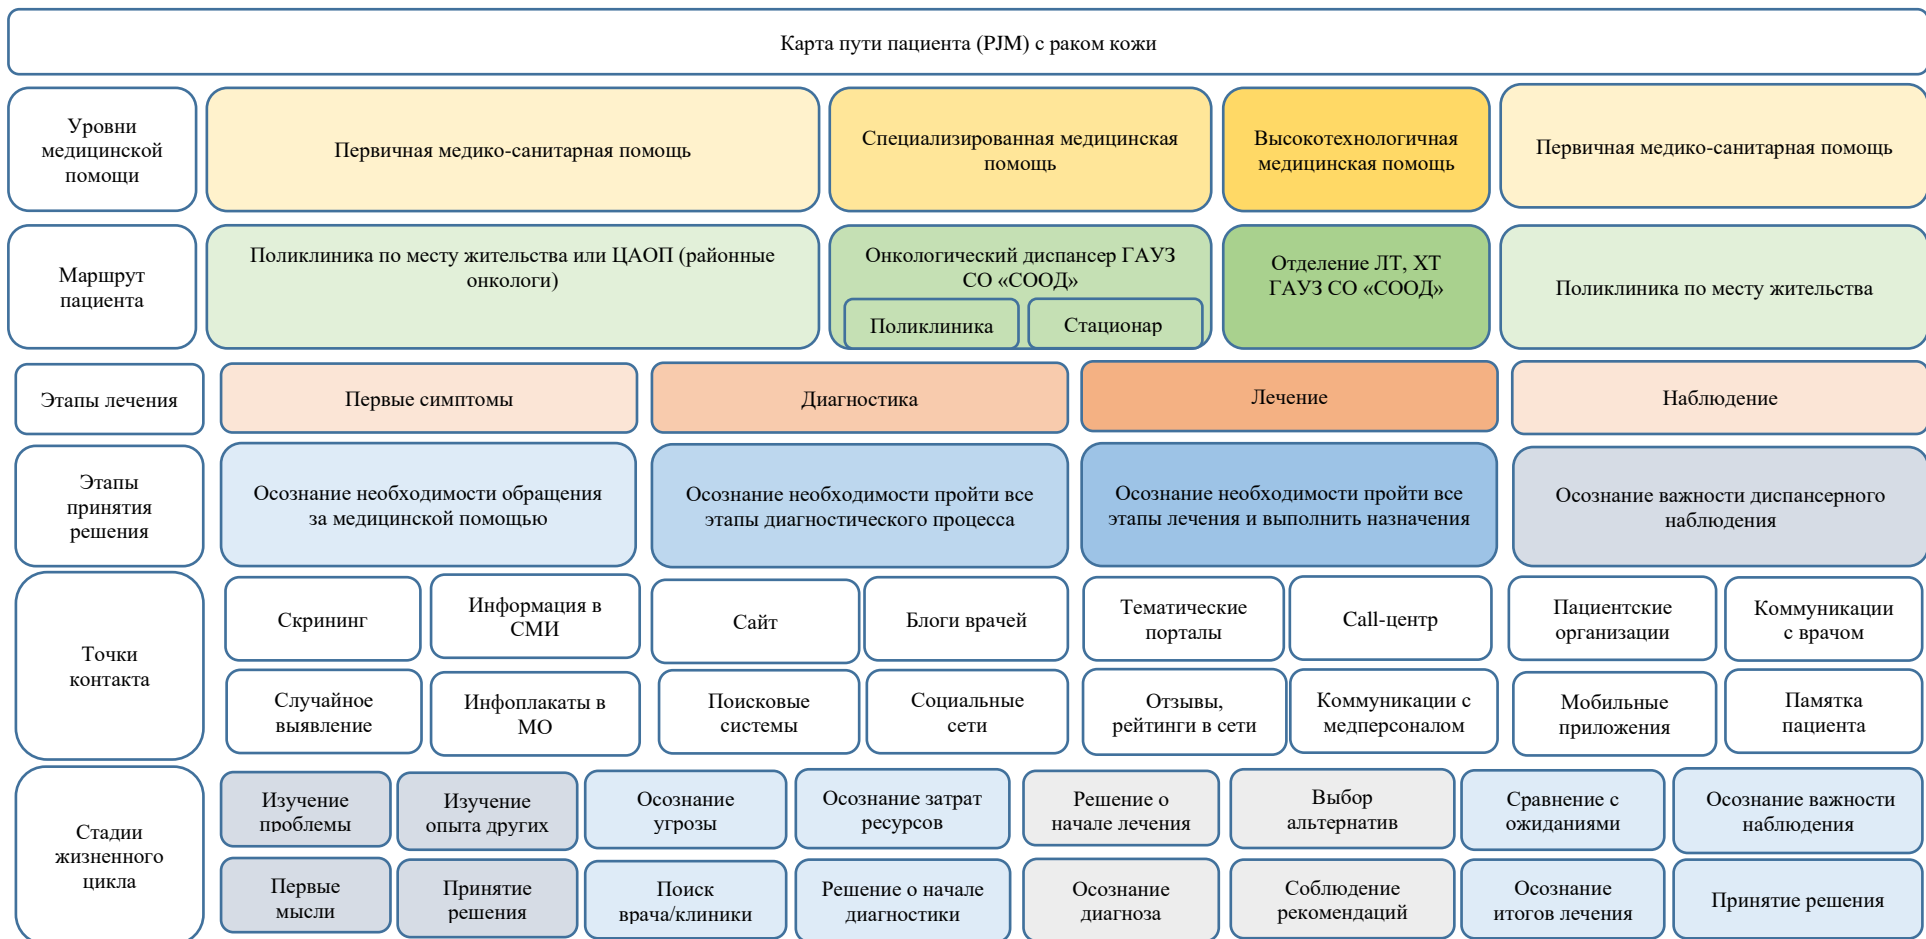 Карта пути пациента (PJM) с раком кожи
Уровни
медицинской
помощи
Первичная медико-санитарная помощь
Специализированная медицинская
помощь
Высокотехнологичная
медицинская помощь
Первичная медико-санитарная помощь
Маршрут
пациента
Поликлиника по месту жительства или ЦАОП (районные
онкологи)
Онкологический диспансер ГАУЗ
СО «СООД»
Поликлиника
Стационар
Отделение ЛТ, ХТ
ГАУЗ СО «СООД»
Поликлиника по месту жительства
Этапы лечения
Первые симптомы
Диагностика
Лечение
Наблюдение
Этапы
принятия
решения
Осознание необходимости обращения
за медицинской помощью
Осознание необходимости пройти все
этапы диагностического процесса
Осознание необходимости пройти все
этапы лечения и выполнить назначения
Осознание важности диспансерного
наблюдения
Точки
контакта
Скрининг
Информация в
СМИ
Сайт
Блоги врачей
Тематические
порталы
Call-центр
Пациентские
организации
Коммуникации
с врачом
Случайное
выявление
Инфоплакаты в
МО
Поисковые
системы
Социальные
сети
Отзывы,
рейтинги в сети
Коммуникации с
медперсоналом
Мобильные
приложения
Памятка
пациента
Стадии
жизненного
цикла
Изучение
проблемы
Изучение
опыта других
Осознание
угрозы
Осознание затрат
ресурсов
Решение о
начале лечения
Выбор
альтернатив
Сравнение с
ожиданиями
Осознание важности
наблюдения
Первые
мысли
Принятие
решения
Поиск
врача/клиники
Решение о начале
диагностики
Осознание
диагноза
Соблюдение
рекомендаций
Осознание
итогов лечения
Принятие решения